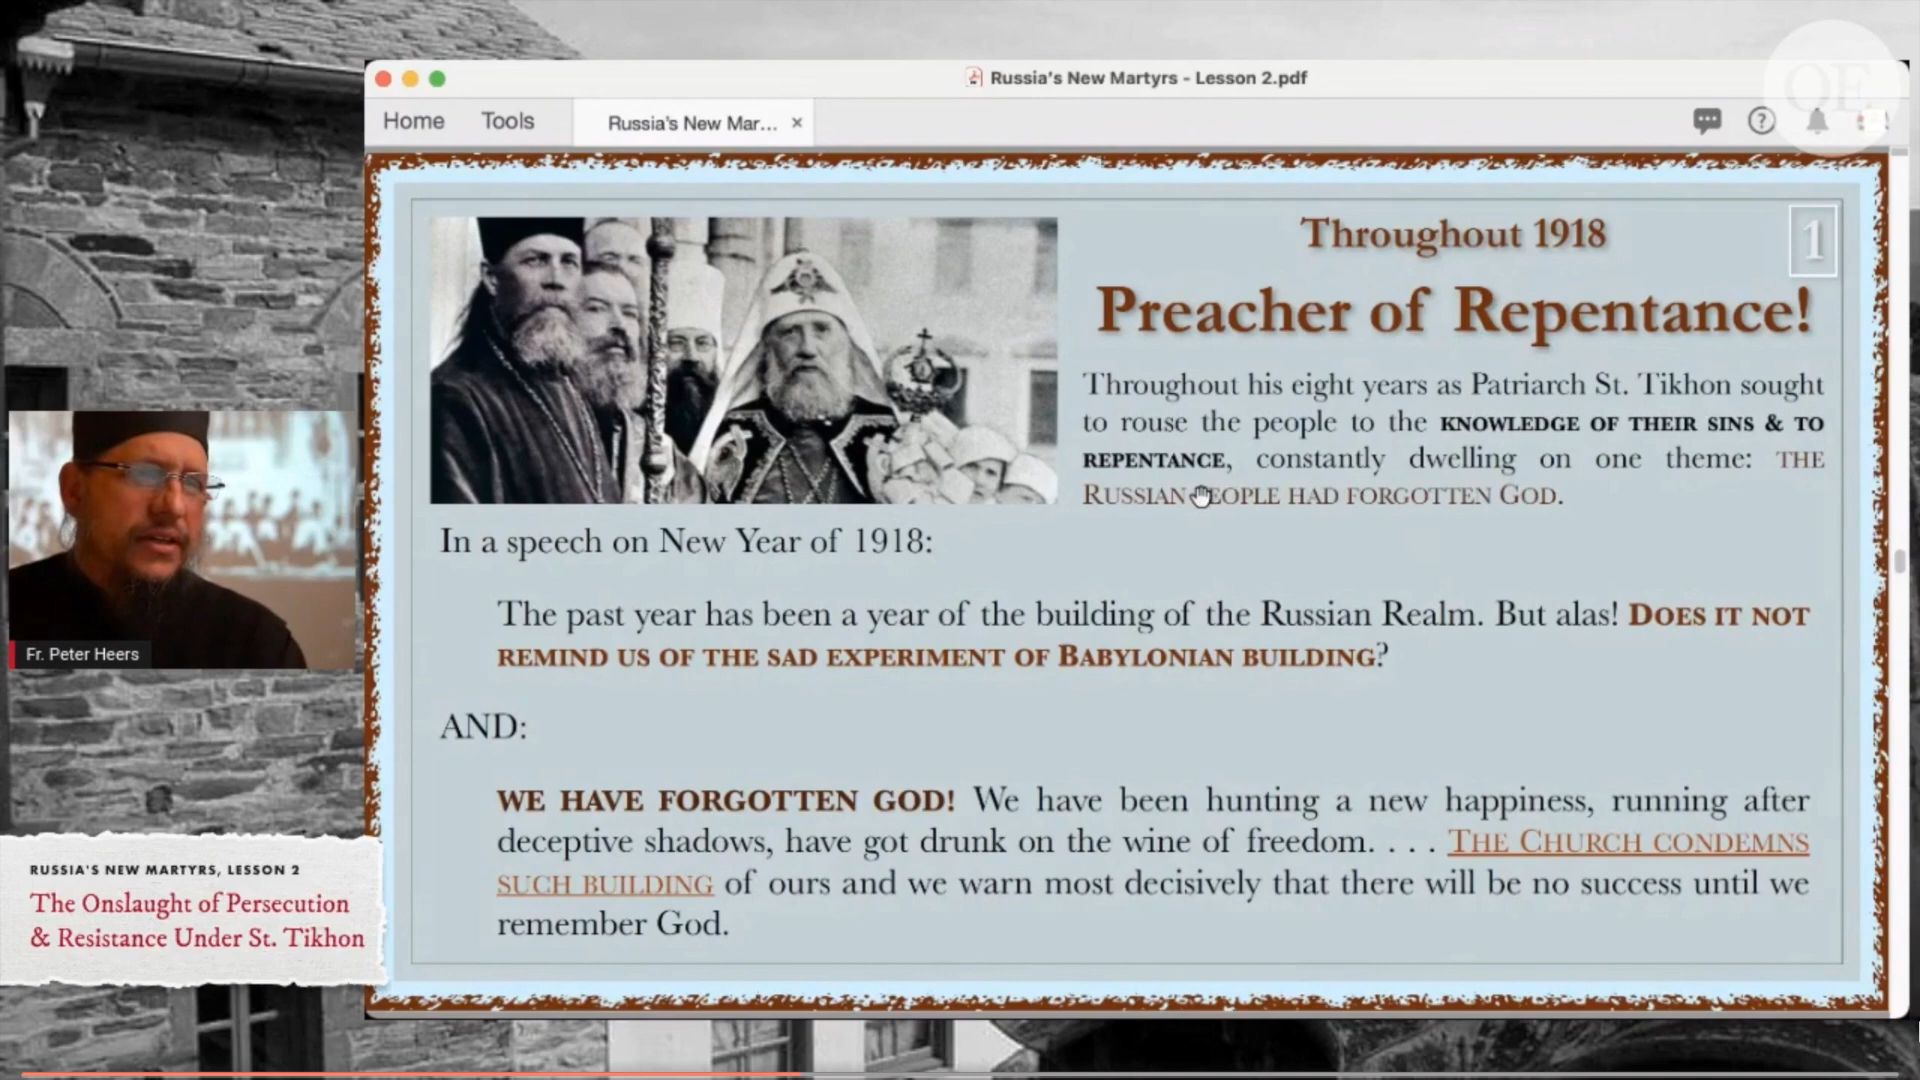 OE
Russia's New Martyrs - Lesson 2.pdf
Home
Tools
Russia's New Mar... ×
Throughout 1918
1
Preacher of Repentance!
Throughout his eight years as Patriarch St. Tikhon sought
to rouse the people to the KNOWLEDGE OF THEIR SINS & TO
REPENTANCE, constantly dwelling on one theme: THE
RUSSIAN PEOPLE HAD FORGOTTEN GOD.
In a speech on New Year of 1918:
The past year has been a year of the building of the Russian Realm. But alas! DOES IT NOT
REMIND US OF THE SAD EXPERIMENT OF BABYLONIAN BUILDING?
AND:
WE HAVE FORGOTTEN GOD! We have been hunting a new happiness, running after
deceptive shadows, have got drunk on the wine of freedom. . . . THE CHURCH CONDEMNS
SUCH BUILDING of ours and we warn most decisively that there will be no success until we
remember God.
Fr. Peter Heers
RUSSIA'S NEW MARTYRS, LESSON 2
The Onslaught of Persecution
& Resistance Under St. Tikhon